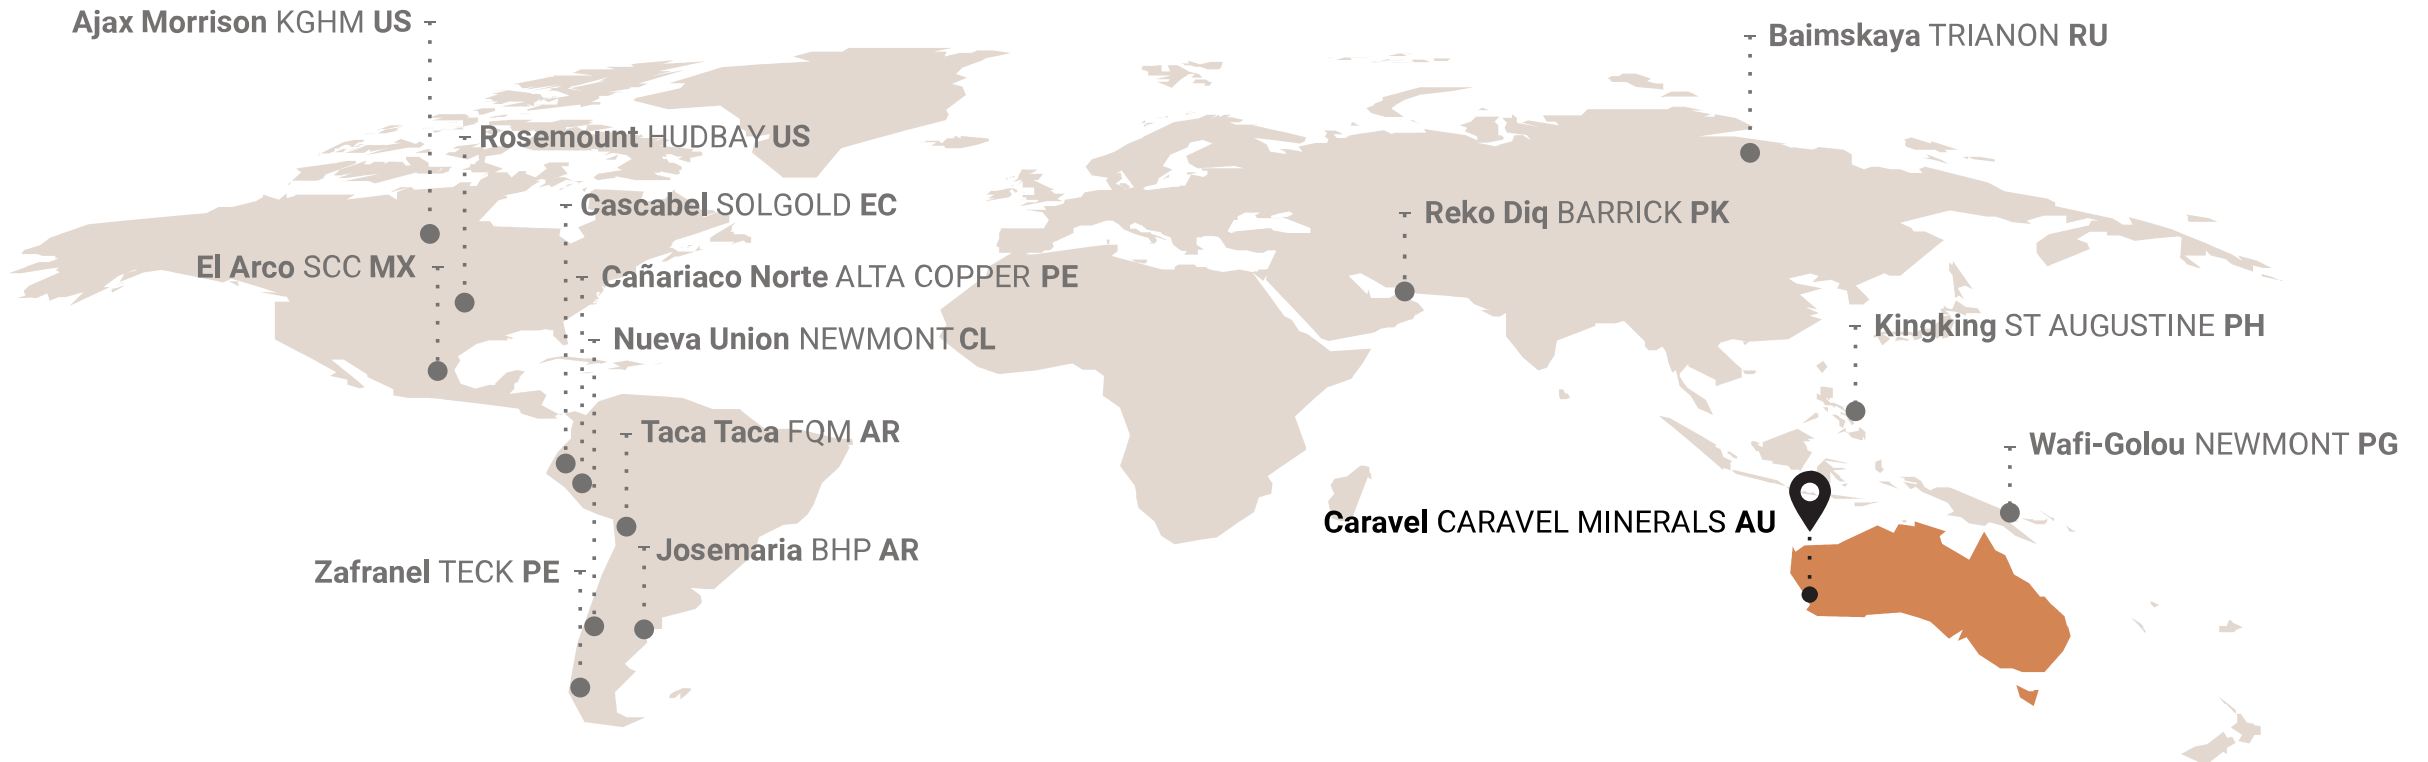 Ajax Morrison KGHM US
Baimskaya TRIANON RU
Rosemount HUDBAY US
Cascabel SOLGOLD EC
Reko Diq BARRICK PK
El Arco SCC MX
Cañariaco Norte ALTA COPPER PE
Kingking ST AUGUSTINE PH
Nueva Union NEWMONT CL
Taca Taca FQM AR
Wafi-Golou NEWMONT PG
Caravel CARAVEL MINERALS AU
Josemaria BHP AR
Zafranel TECK PE